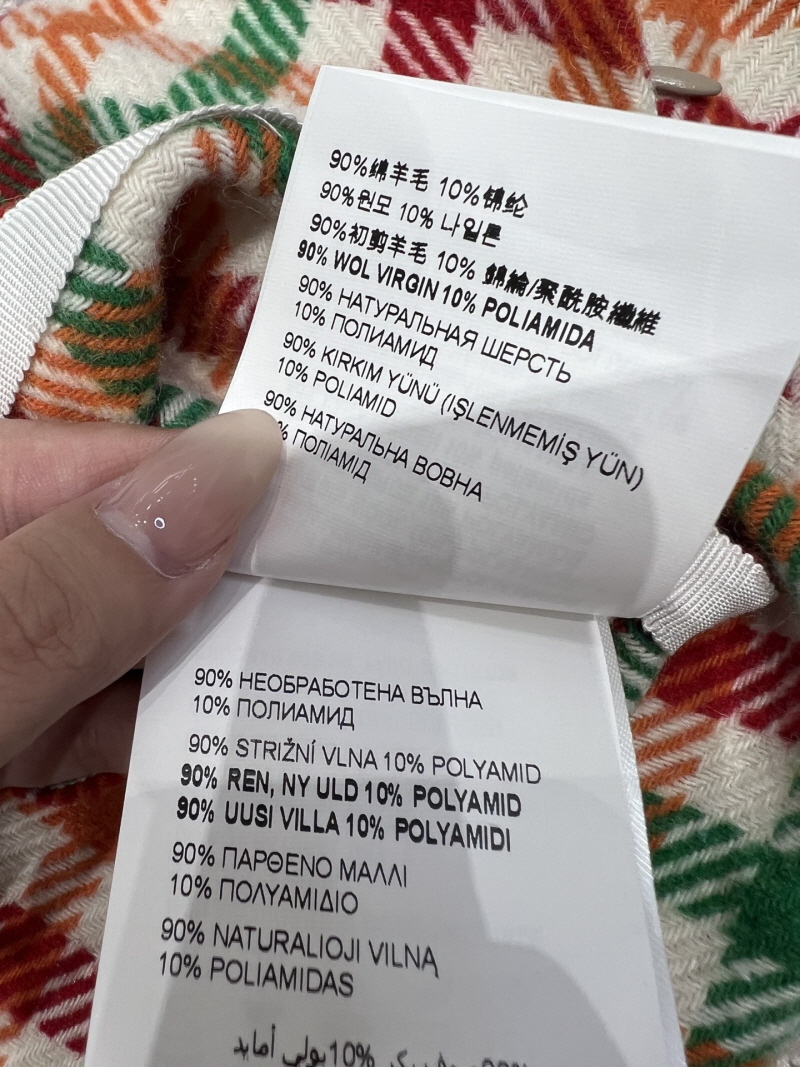 90%绵羊毛 10%锦纶
90%원모 10% 나일론
90%初剪羊毛 10% 錦綸/聚酰胺纖維
90% WOL VIRGIN 10% POLIAMIDA
90% НАТУРАЛЬНАЯ ШЕРСТЬ
10% ПОЛИАМИД
90% KIRKIM YÜNÜ (IŞLENMEMİŞ YÜN)
10% POLIAMID
90% НАТУРАЛЬНА ВОВНА
% ПОЛІАМІД
90% НЕОБРАБОТЕНА ВЪЛНА
10% ПОЛИАМИД
90% STRIŽNÍ VLNA 10% POLYAMID
90% REN, NY ULD 10% POLYAMID
90% UUSI VILLA 10% POLYAMIDI
90% ΠΑΡΘΕΝΟ ΜΑΛΛΙ
10% ΠΟΛΥΑΜΙΔΙΟ
90% NATURALIOJI VILNĄ
10% POLIAMIDAS
10% بولي أمايد